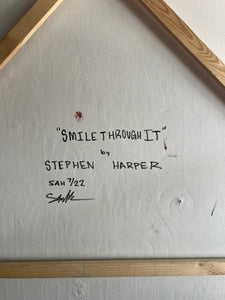 "SMILE THROUGH IT"
by
STEPHEN HARPER
SAH 7/22